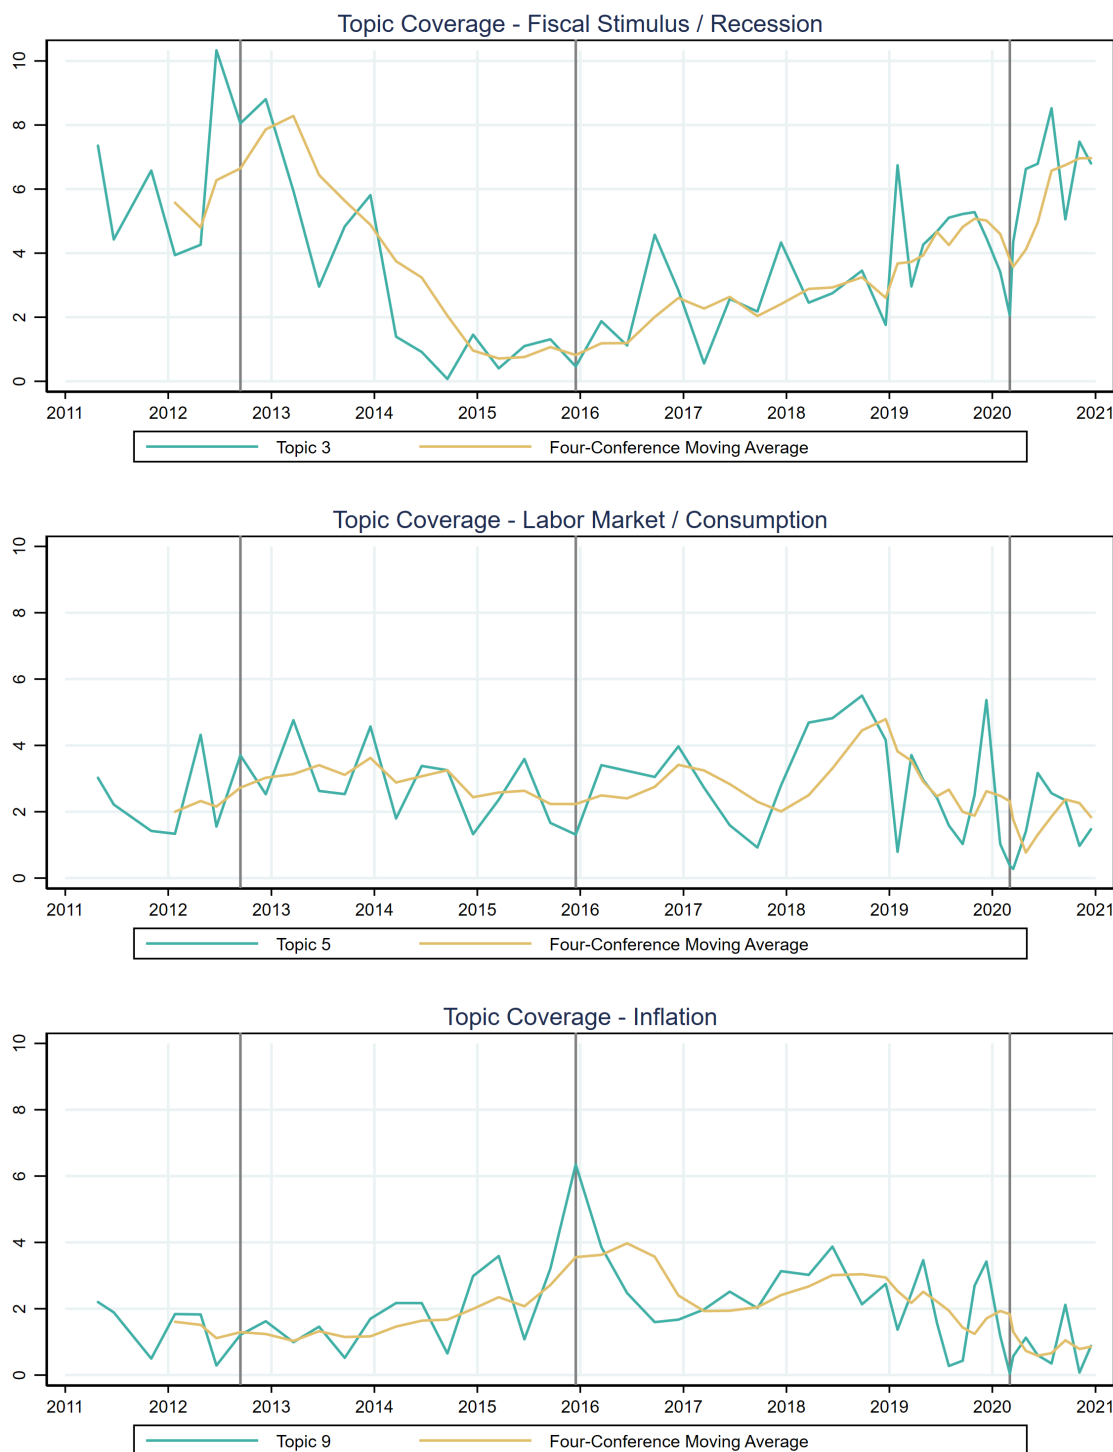 Topic Coverage - Fiscal Stimulus / Recession
10
8
6
4
2
0
2011 2012 2013 2014 2015 2016 2017 2018 2019 2020 2021
Topic 3 Four-Conference Moving Average
Topic Coverage - Labor Market / Consumption
10
8
6
4
2
0
2011 2012 2013 2014 2015 2016 2017 2018 2019 2020 2021
Topic 5 Four-Conference Moving Average
Topic Coverage - Inflation
10
8
6
4
2
0
2011 2012 2013 2014 2015 2016 2017 2018 2019 2020 2021
Topic 9 Four-Conference Moving Average